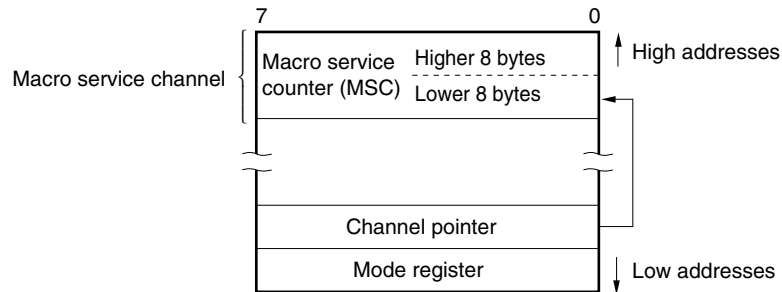 7 0
Macro service channel
Macro service
counter (MSC)
Higher 8 bytes
Lower 8 bytes
High addresses
Channel pointer
Mode register
Low addresses